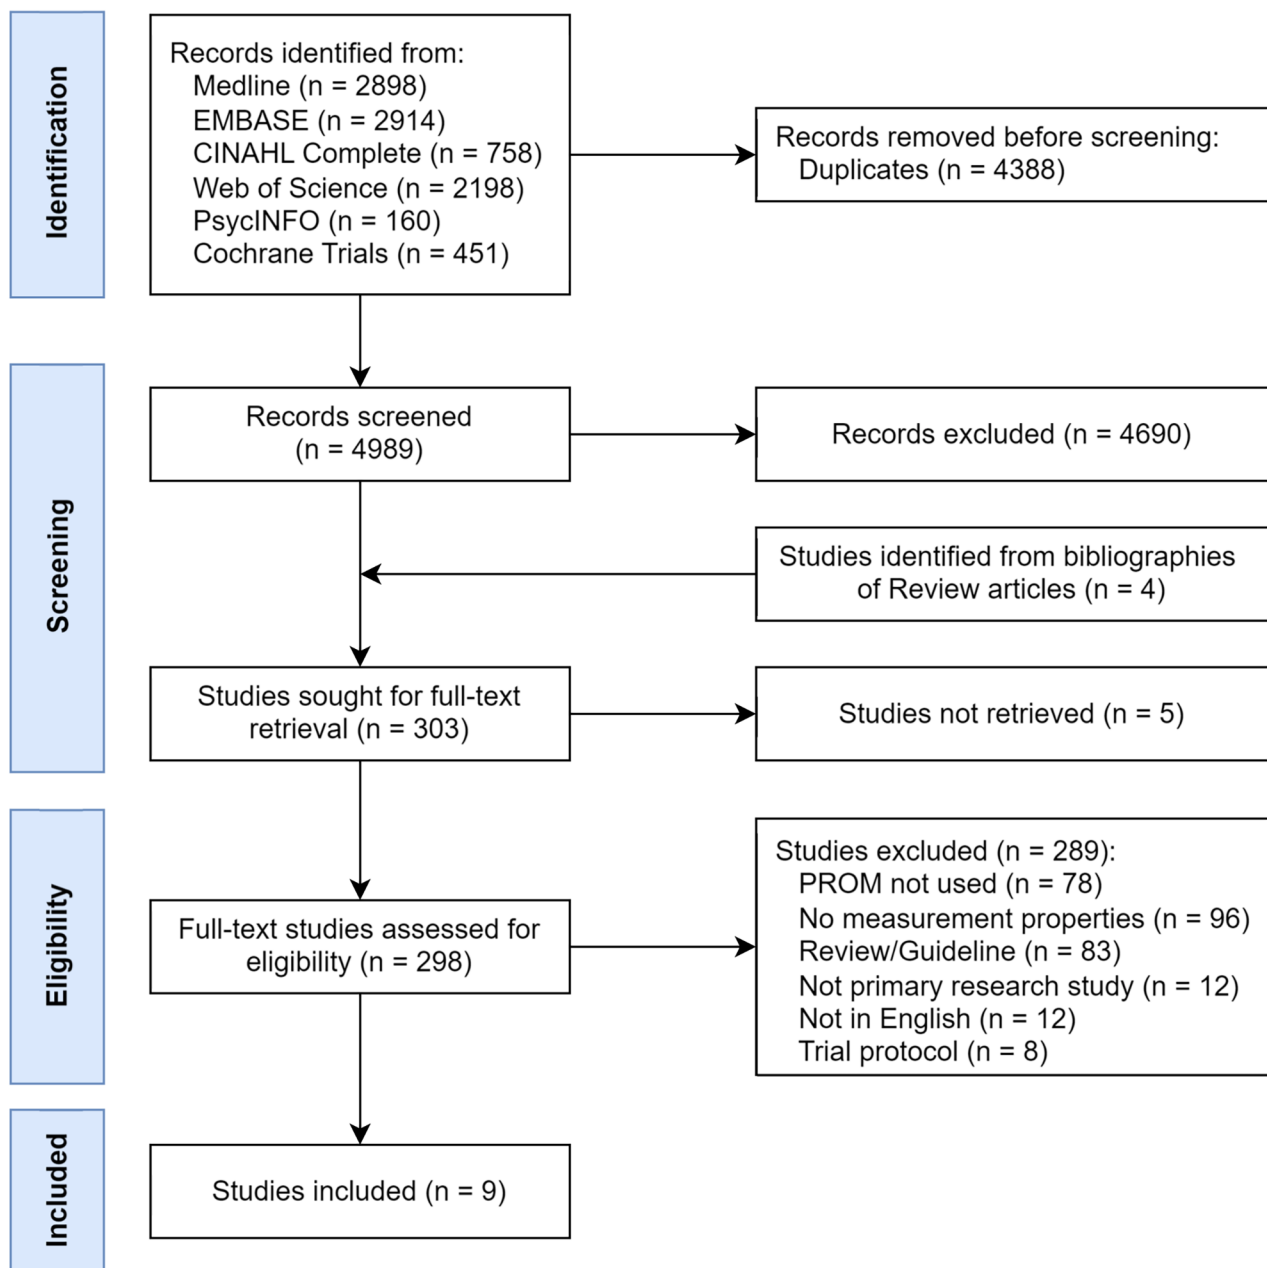 Identification
Records identified from:
Medline (n = 2898)
EMBASE (n = 2914)
CINAHL Complete (n = 758)
Web of Science (n = 2198)
PsycINFO (n = 160)
Cochrane Trials (n = 451)
Records removed before screening:
Duplicates (n = 4388)
Screening
Records screened
(n = 4989)
Records excluded (n = 4690)
Studies identified from bibliographies
of Review articles (n = 4)
Studies sought for full-text
retrieval (n = 303)
Studies not retrieved (n = 5)
Eligibility
Full-text studies assessed for
eligibility (n = 298)
Studies excluded (n = 289):
PROM not used (n = 78)
No measurement properties (n = 96)
Review/Guideline (n = 83)
Not primary research study (n = 12)
Not in English (n = 12)
Trial protocol (n = 8)
Included
Studies included (n = 9)